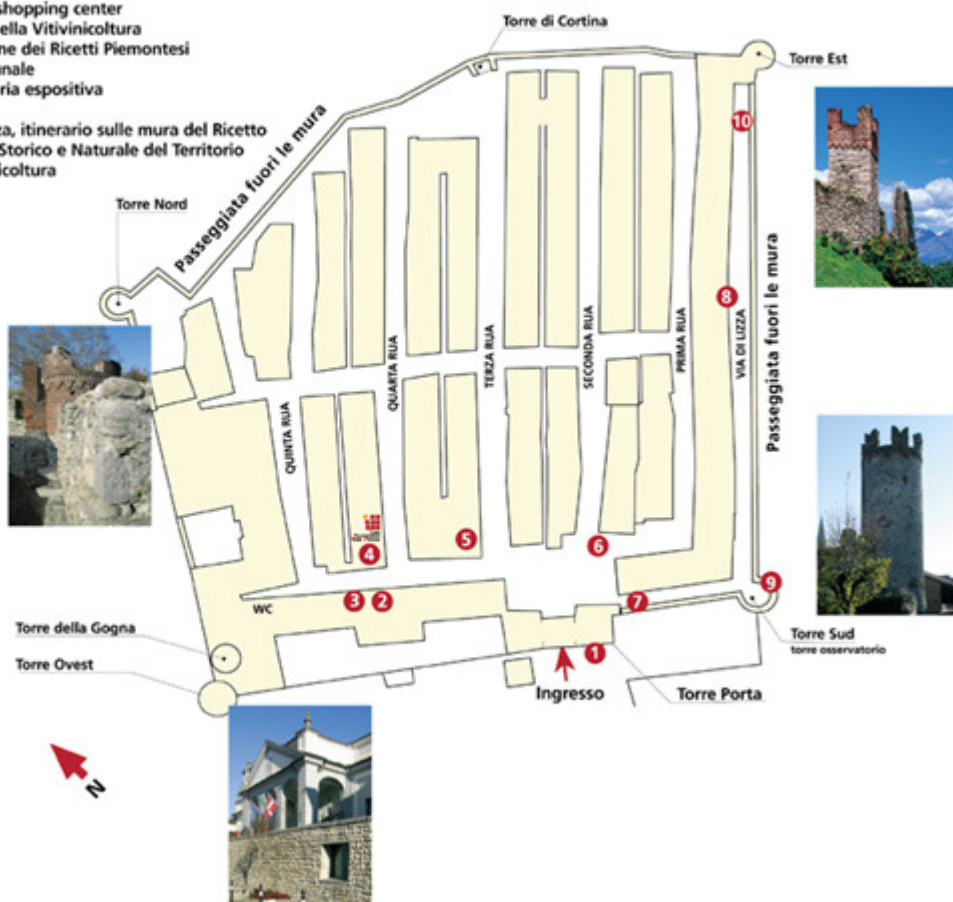 shopping center
ella Vitivinicoltura
ne dei Ricetti Piemontesi
unale
ria espositiva
za, itinerario sulle mura del Ricetto
Storico e Naturale del Territorio
icoltura
Torre di Cortina
Torre Est
10
Passeggiata fuori le mura
Torre Nord
8
VIA DI LIZZA
Passeggiata fuori le mura
PRIMA RUA
SECONDA RUA
TERZA RUA
QUARTA RUA
QUINTA RUA
4
5
6
3
2
7
9
WC
1
Torre della Gogna
Torre Ovest
Torre Sud
torre osservatorio
Ingresso
Torre Porta
N